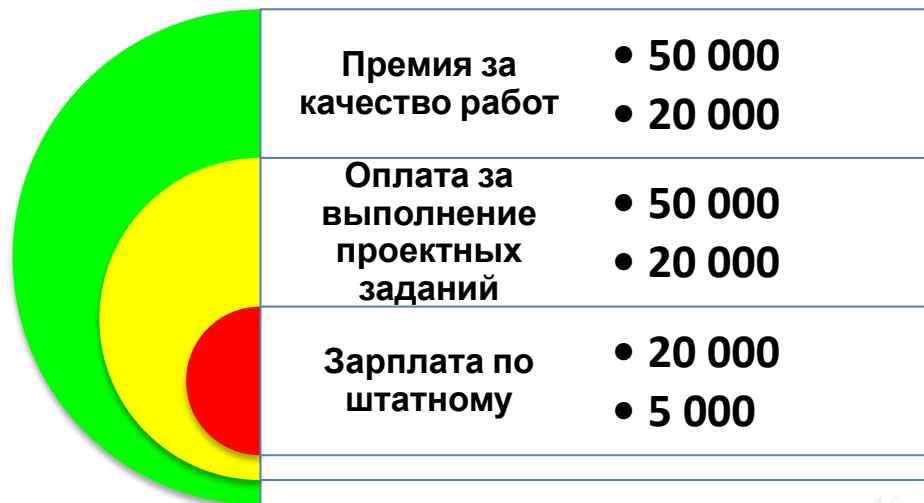 Премия за
качество работ
• 50 000
• 20 000
Оплата за
выполнение
проектных
заданий
• 50 000
• 20 000
Зарплата по
штатному
• 20 000
• 5 000